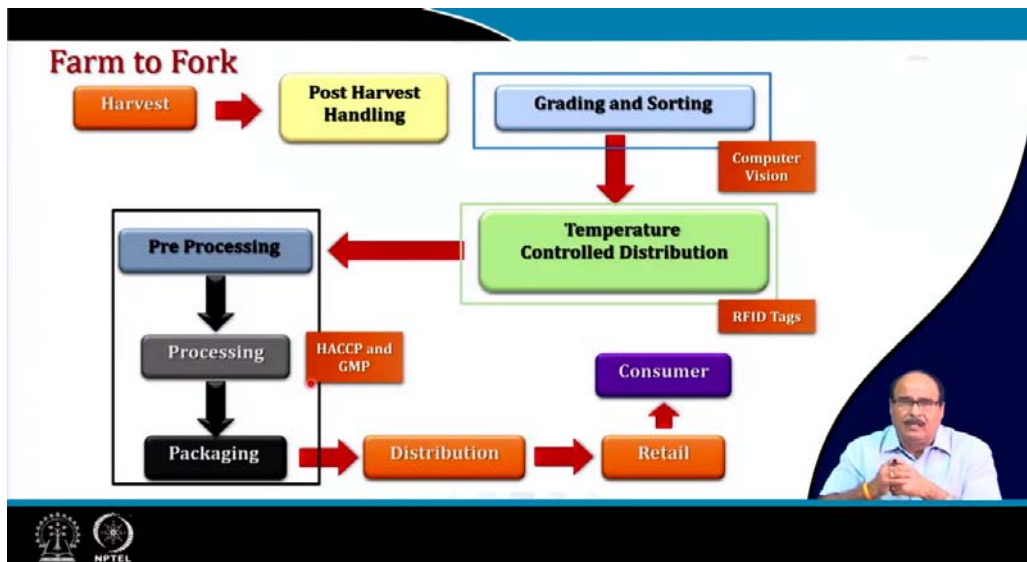 Farm to Fork
Harvest
Post Harvest
Handling
Grading and Sorting
Computer
Vision
Temperature
Controlled Distribution
RFID Tags
Pre Processing
Processing
HACCP and
GMP
Packaging
Distribution
Retail
Consumer
NPTEL